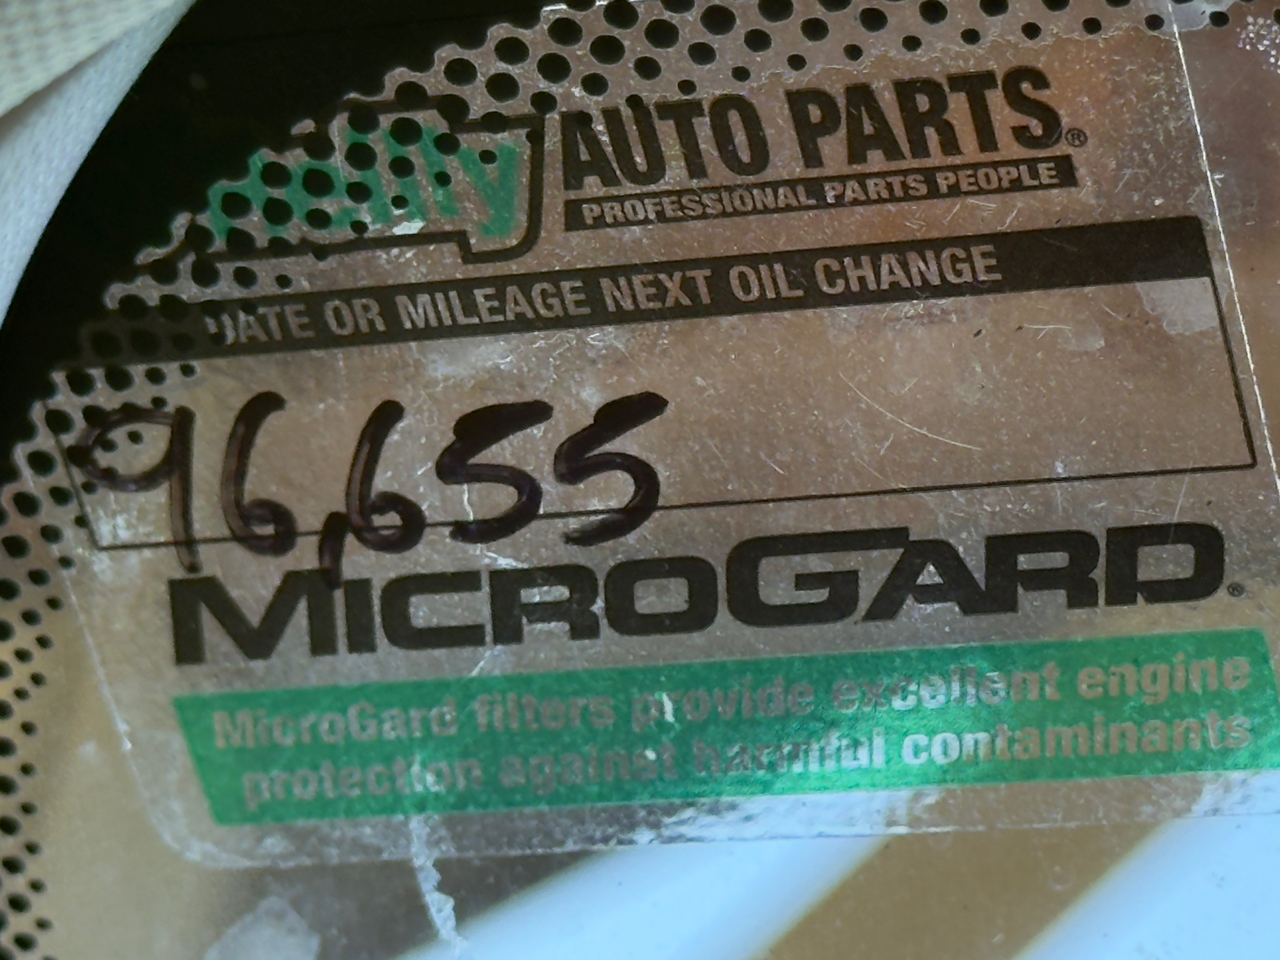 AUTO PARTS®
PROFESSIONAL PARTS PEOPLE
DATE OR MILEAGE NEXT OIL CHANGE
96,655
MICROGARD®
MicroGard filters provide excellent engine
protection against harmful contaminants